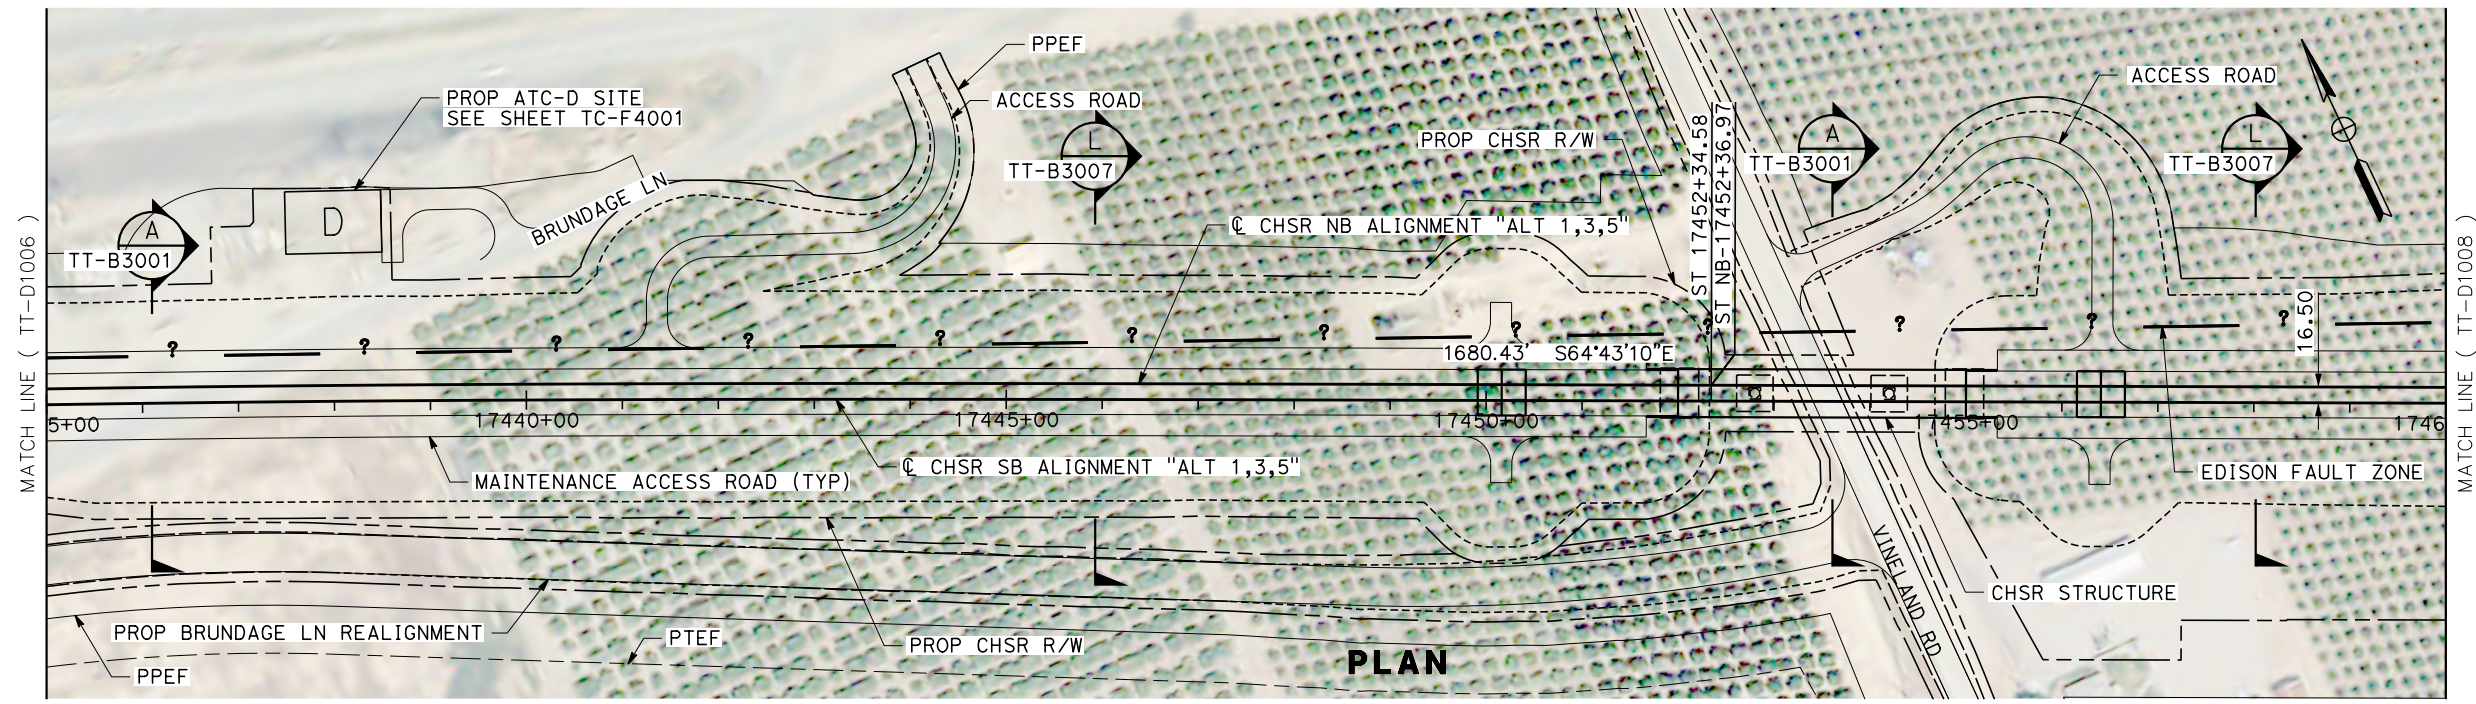 PPEF
PROP ATC-D SITE
SEE SHEET TC-F4001
ACCESS ROAD
ACCESS ROAD
PROP CHSR R/W
L
TT-B3007
A
TT-B3001
L
TT-B3007
ST 17452+34.58
ST NB-17452+36.97
D
BRUNDAGE LN
A
TT-B3001
℄ CHSR NB ALIGNMENT "ALT 1,3,5"
MATCH LINE ( TT-D1006 )
MATCH LINE ( TT-D1008 )
16.50
? ? ? ? ? ? ? ? ? ? ? ?
1680.43' S64°43'10"E
5+00
17440+00
17445+00
17450+00
17455+00
1746
℄ CHSR SB ALIGNMENT "ALT 1,3,5"
MAINTENANCE ACCESS ROAD (TYP)
EDISON FAULT ZONE
VINELAND RD
CHSR STRUCTURE
PROP BRUNDAGE LN REALIGNMENT
PTEF
PROP CHSR R/W
PLAN
PPEF